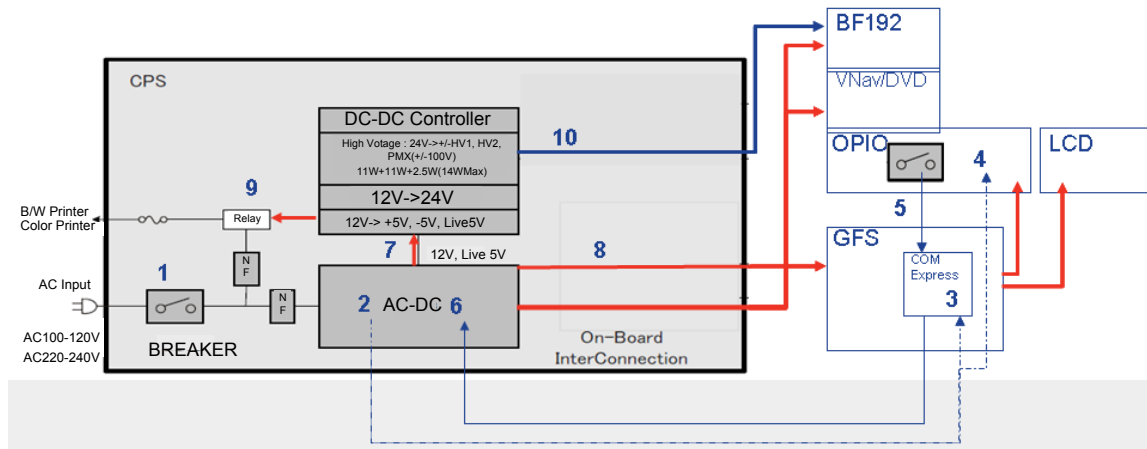 BF192
CPS
VNav/DVD
DC-DC Controller
High Votage : 24V->+/-HV1, HV2,
PMX(+/-100V)
11W+11W+2.5W(14WMax)
10
OPIO
4
LCD
9
12V->24V
B/W Printer
Color Printer
Relay
12V-> +5V, -5V, Live5V
5
7
12V, Live 5V
8
GFS
N
F
COM
Express
AC Input
1
N
F
AC-DC
2
6
3
AC100-120V
AC220-240V
BREAKER
On-Board
InterConnection